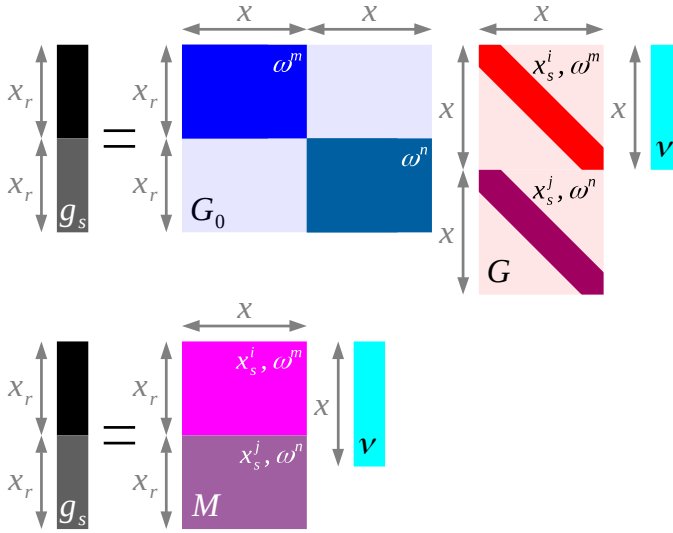 x x x
x_r x_r ω^m x_s^i, ω^m
= x x
x_r x_r ω^n ν
g_s G_0 x_s^j, ω^n
x
G
x
x_r x_r x_s^i, ω^m
= x
x_r x_r x_s^j, ω^n ν
g_s M